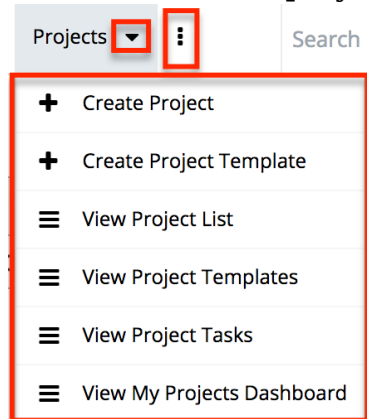 Projects
Search
Create Project
Create Project Template
View Project List
View Project Templates
View Project Tasks
View My Projects Dashboard